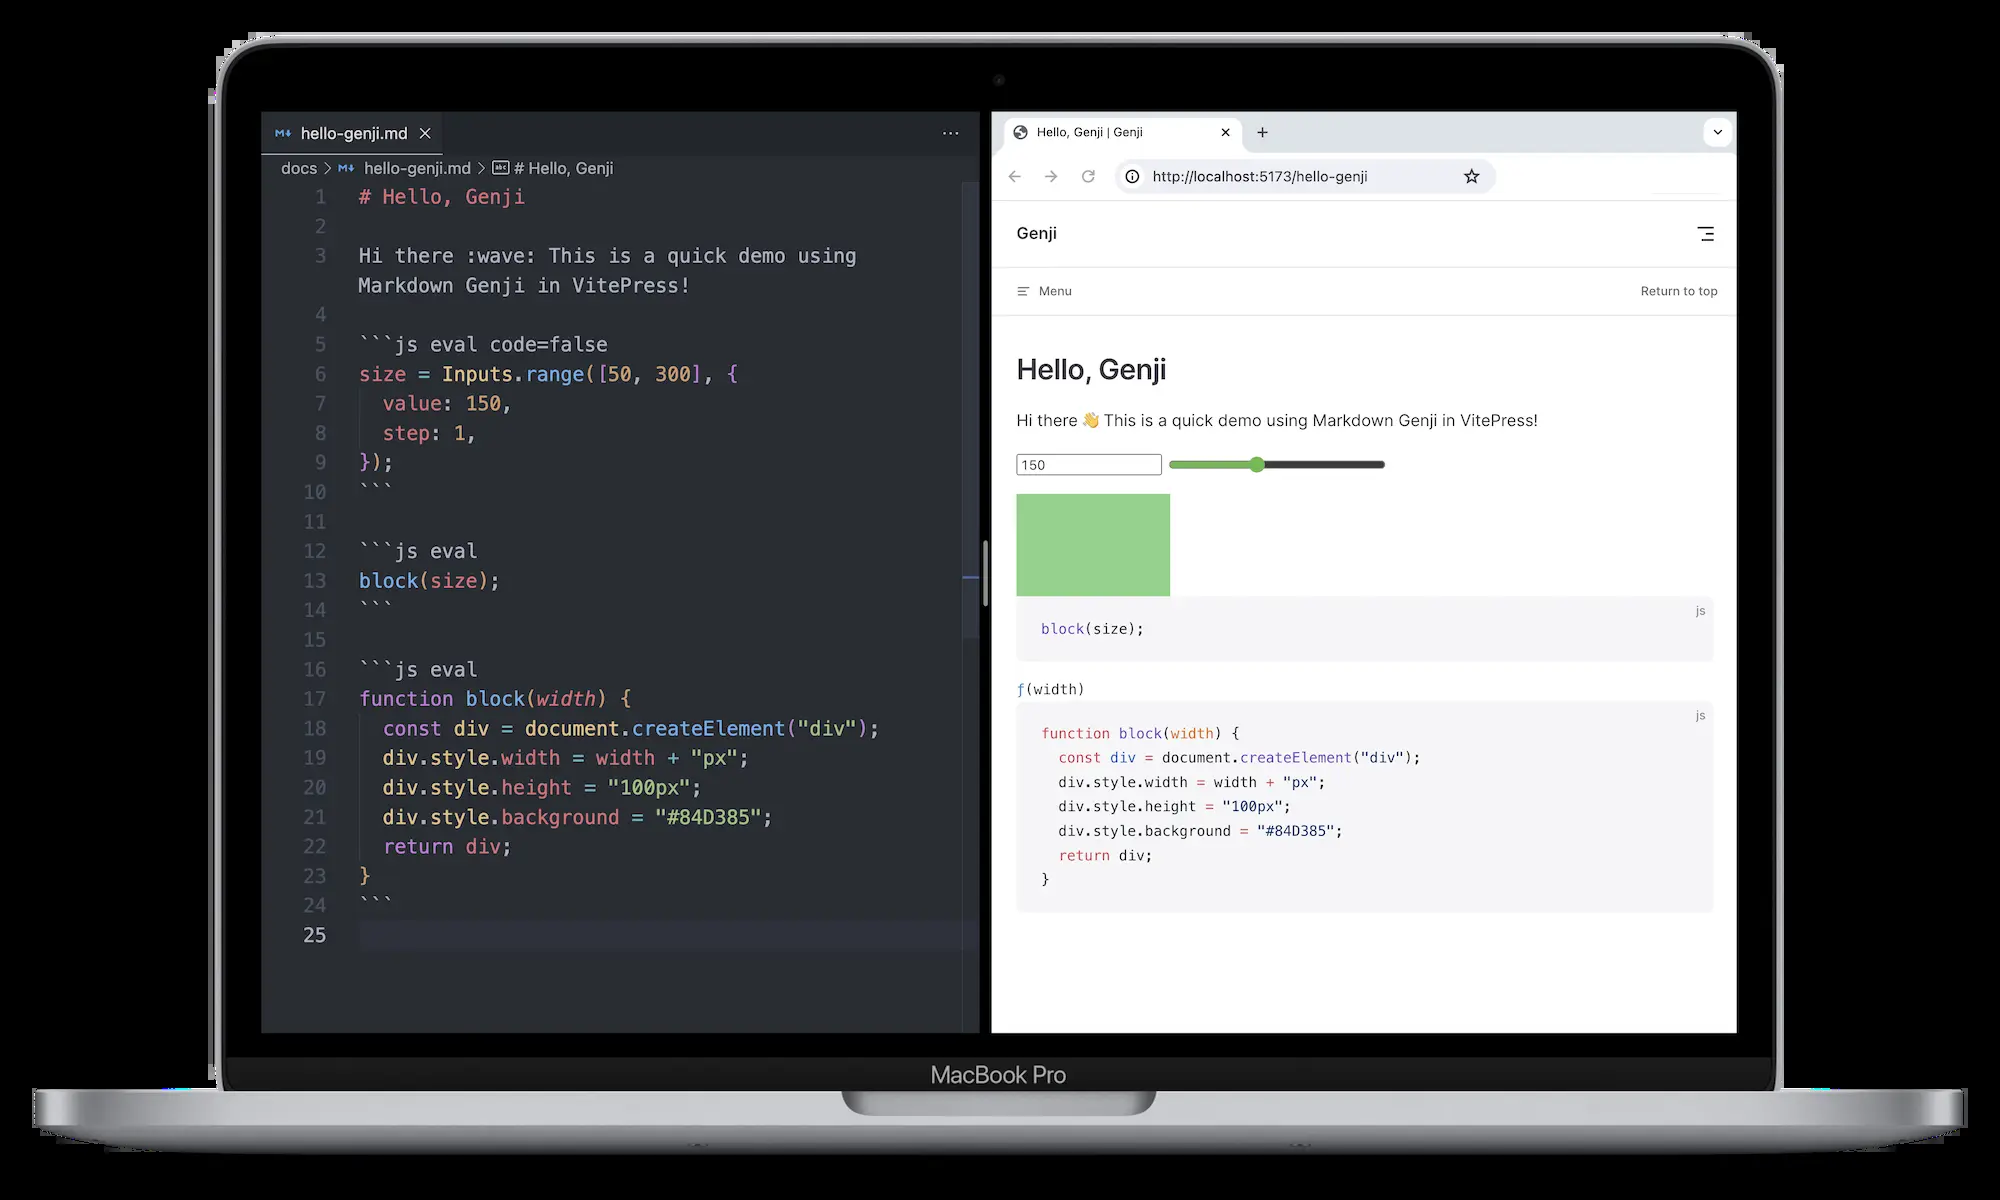 hello-genji.md
docs > hello-genji.md > # Hello, Genji
1 # Hello, Genji
2
3 Hi there :wave: This is a quick demo using
Markdown Genji in VitePress!
4
5 ```js eval code=false
6 size = Inputs.range([50, 300], {
7   value: 150,
8   step: 1,
9 });
10 ```
11
12 ```js eval
13 block(size);
14 ```
15
16 ```js eval
17 function block(width) {
18   const div = document.createElement("div");
19   div.style.width = width + "px";
20   div.style.height = "100px";
21   div.style.background = "#84D385";
22   return div;
23 }
24 ```
25
Hello, Genji | Genji
http://localhost:5173/hello-genji
Genji
Menu Return to top
Hello, Genji
Hi there 👋 This is a quick demo using Markdown Genji in VitePress!
150
js
block(size);
ƒ(width)
js
function block(width) {
  const div = document.createElement("div");
  div.style.width = width + "px";
  div.style.height = "100px";
  div.style.background = "#84D385";
  return div;
}
MacBook Pro